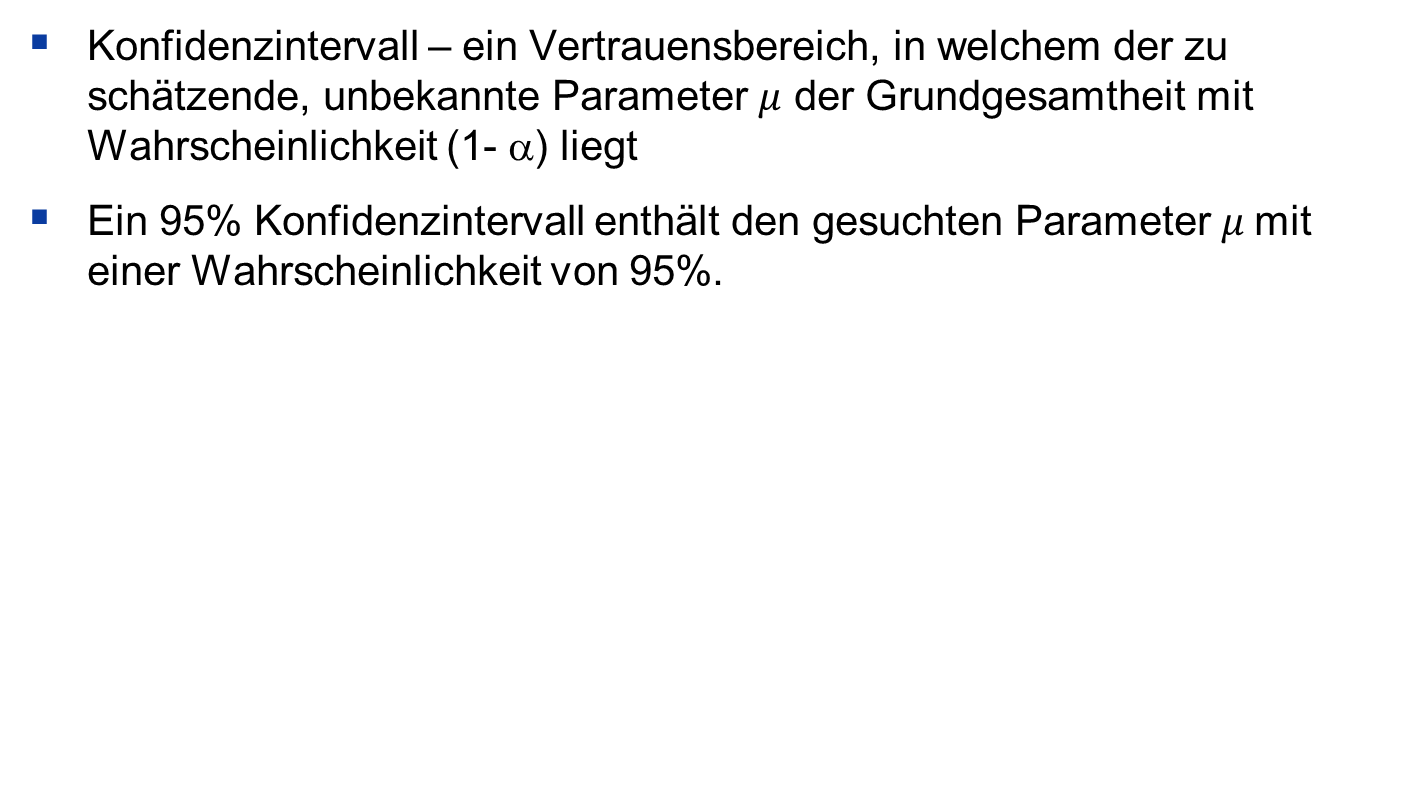 ▪ Konfidenzintervall – ein Vertrauensbereich, in welchem der zu
schätzende, unbekannte Parameter μ der Grundgesamtheit mit
Wahrscheinlichkeit (1- α) liegt
▪ Ein 95% Konfidenzintervall enthält den gesuchten Parameter μ mit
einer Wahrscheinlichkeit von 95%.